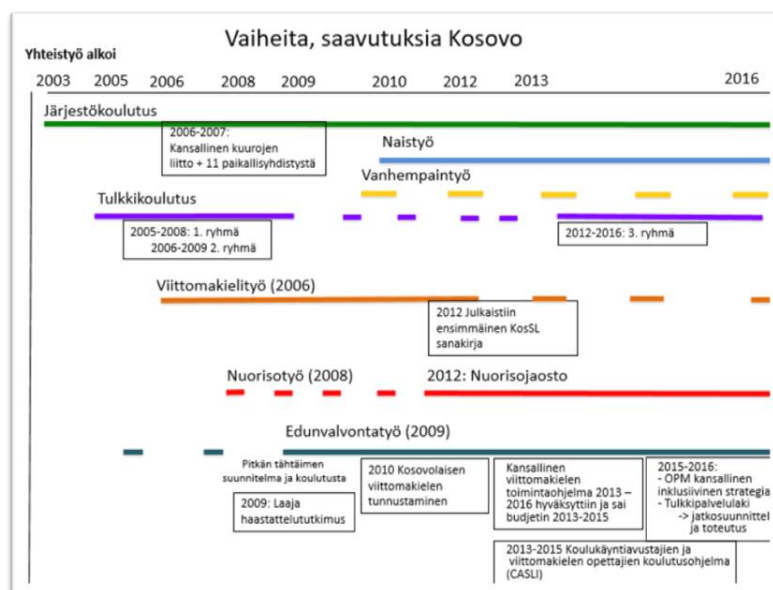 Vaiheita, saavutuksia Kosovo
Yhteistyö alkoi
2003 2005 2006 2008 2009 2010 2012 2013 2016
Järjestökoulutus
2006-2007:
Kansallinen kuurojen
liitto + 11 paikallisyhdistystä
Naistyö
Vanhempaintyö
Tulkkikoulutus
2005-2008: 1. ryhmä
2006-2009 2. ryhmä
2012-2016: 3. ryhmä
Viittomakielityö (2006)
2012 Julkaistiin
ensimmäinen KosSL
sanakirja
Nuorisotyö (2008)
2012: Nuorisojaosto
Edunvalvontatyö (2009)
Pitkän tähtäimen
suunnitelma ja koulutusta
2009: Laaja
haastattelututkimus
2010 Kosovolaisen
viittomakielen
tunnustaminen
Kansallinen
viittomakielen
toimintaohjelma 2013 –
2016 hyväksyttiin ja sai
budjetin 2013-2015
2015-2016:
- OPM kansallinen
inklusiivinen strategia
- Tulkkipalvelulaki
-> jatkosuunnittel
ja toteutus
2013-2015 Koulukäyntiavustajien ja
viittomakielen opettajien koulutusohjelma
(CASLI)